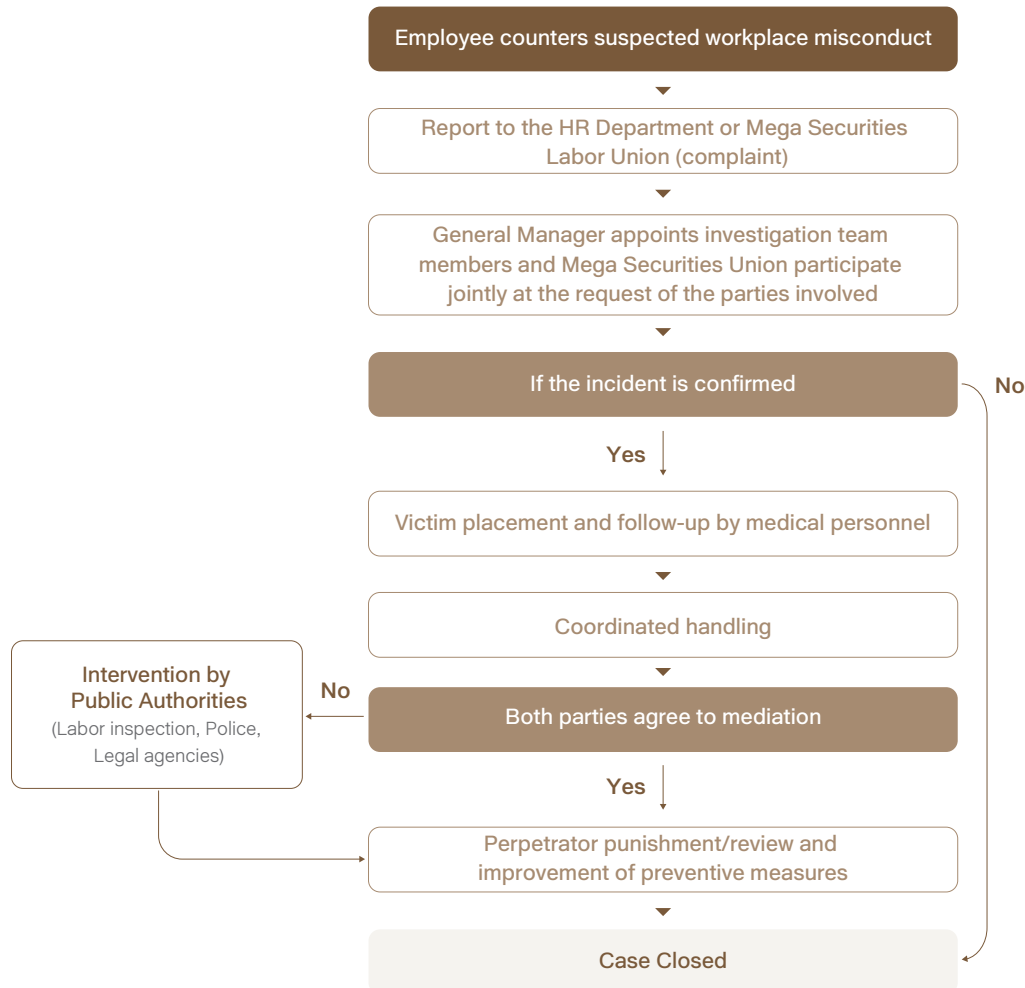 Employee counters suspected workplace misconduct
Report to the HR Department or Mega Securities
Labor Union (complaint)
General Manager appoints investigation team
members and Mega Securities Union participate
jointly at the request of the parties involved
If the incident is confirmed
No
Yes
Victim placement and follow-up by medical personnel
Coordinated handling
Intervention by
Public Authorities
(Labor inspection, Police,
Legal agencies)
No
Both parties agree to mediation
Yes
Perpetrator punishment/review and
improvement of preventive measures
Case Closed